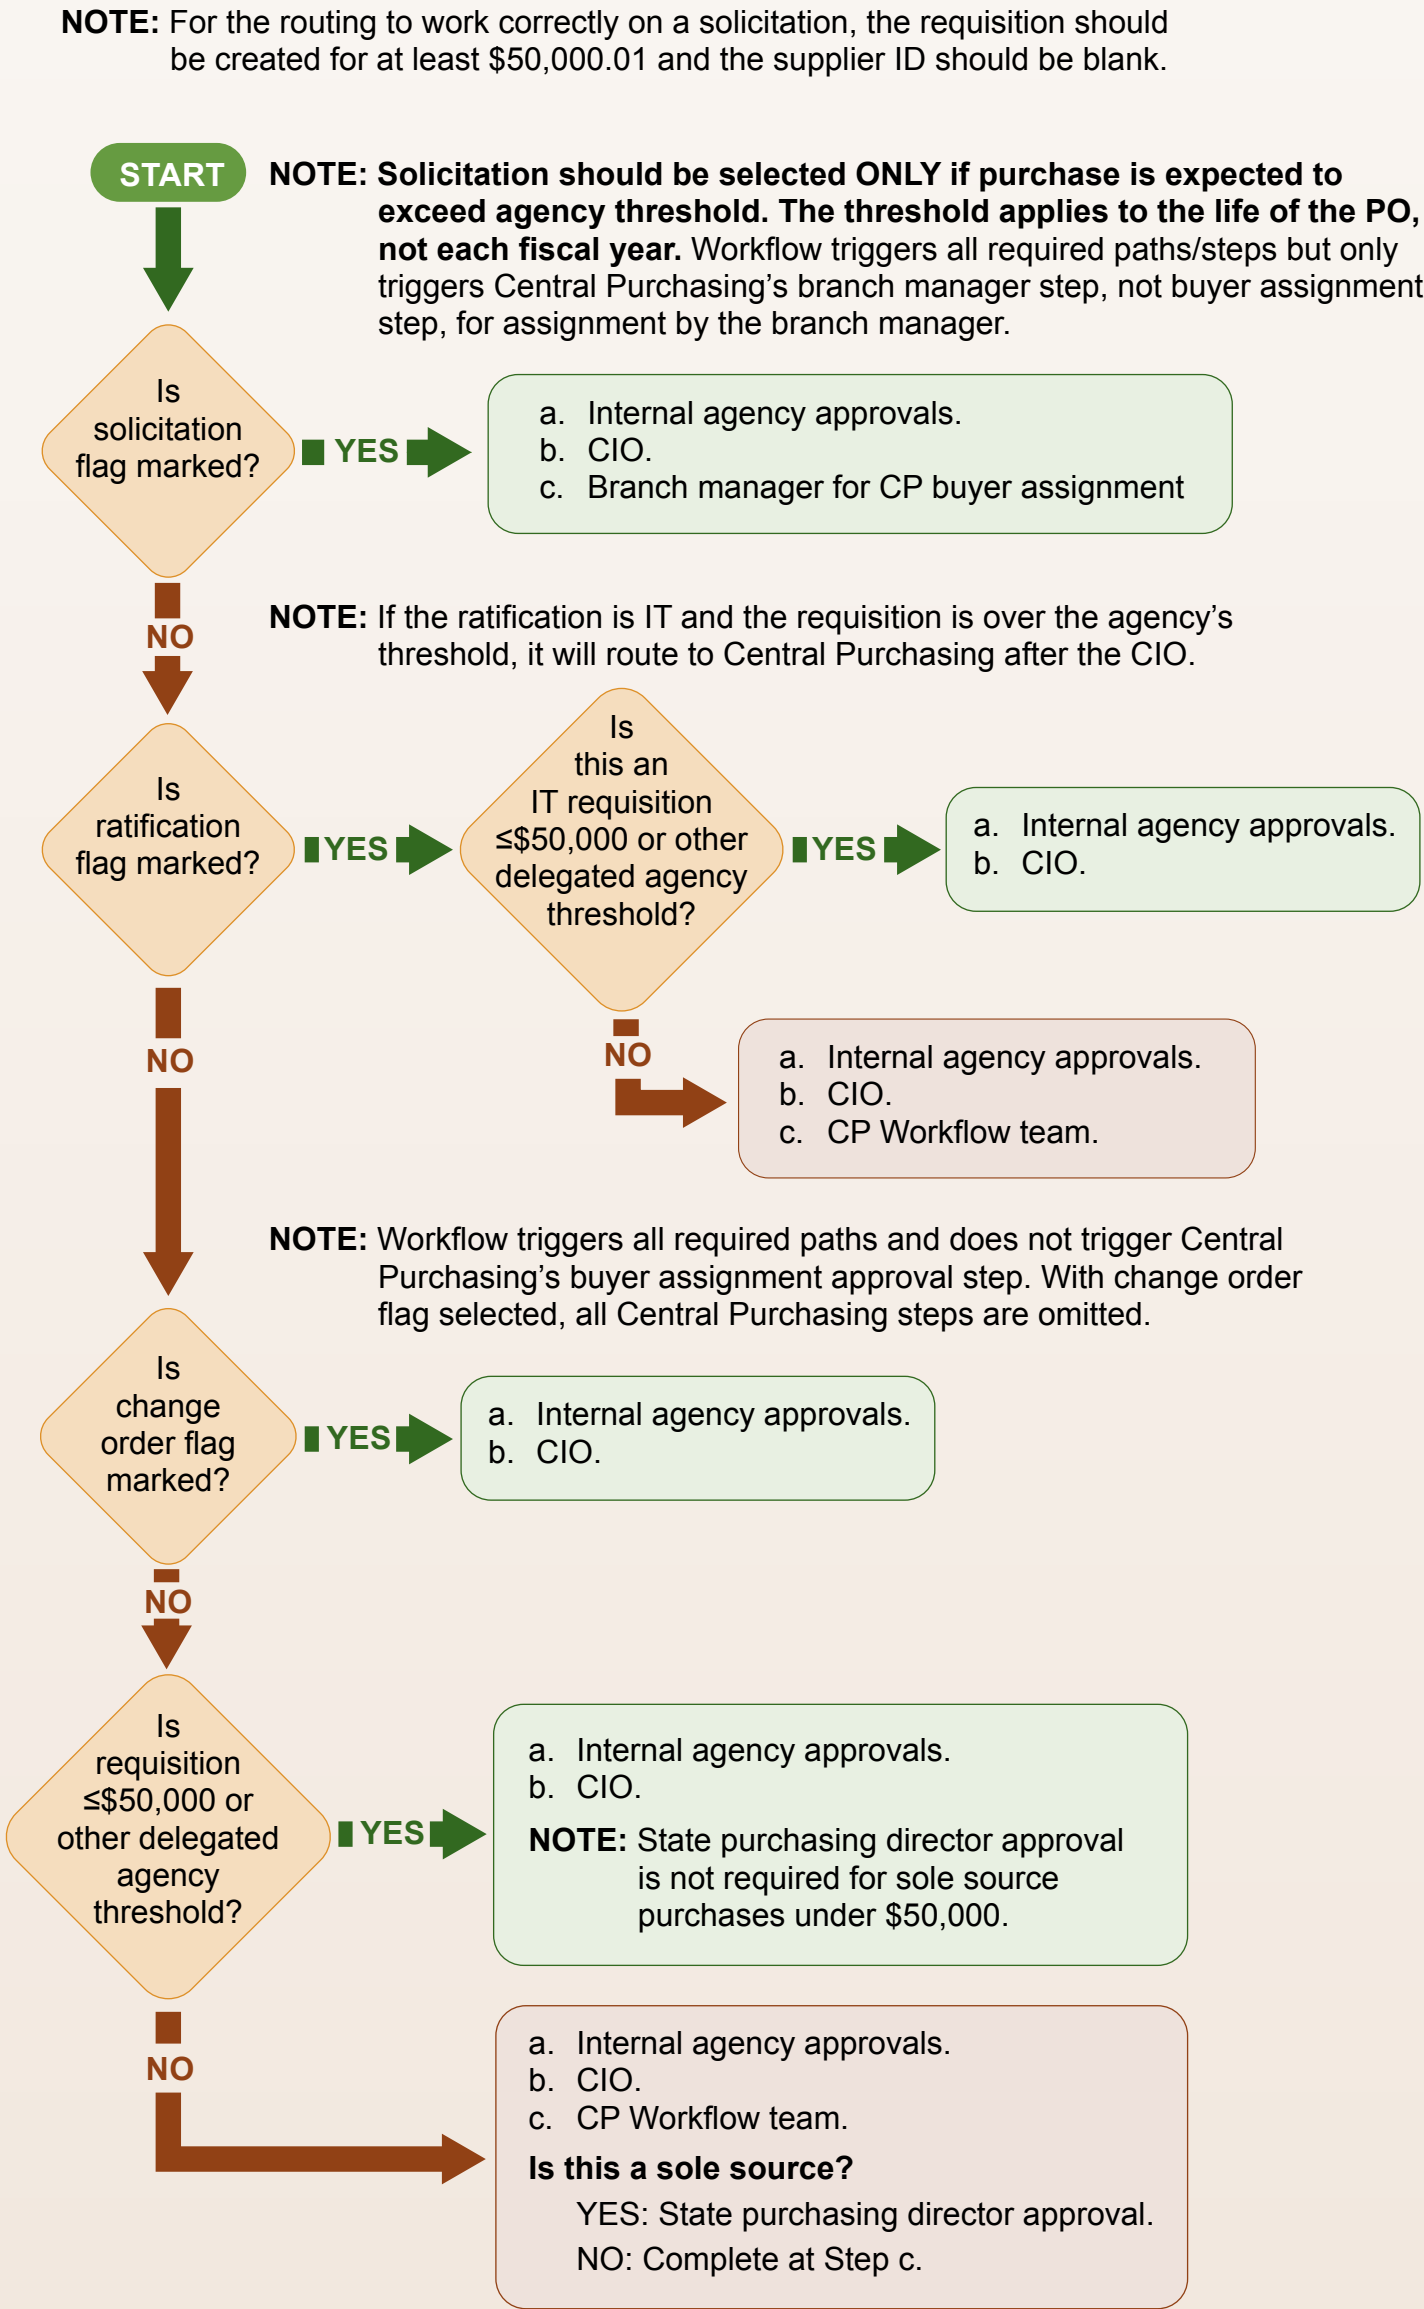 NOTE: For the routing to work correctly on a solicitation, the requisition should
be created for at least $50,000.01 and the supplier ID should be blank.
START
NOTE: Solicitation should be selected ONLY if purchase is expected to
exceed agency threshold. The threshold applies to the life of the PO,
not each fiscal year. Workflow triggers all required paths/steps but only
triggers Central Purchasing’s branch manager step, not buyer assignment
step, for assignment by the branch manager.
Is
solicitation
flag marked?
YES
a. Internal agency approvals.
b. CIO.
c. Branch manager for CP buyer assignment
NO
NOTE: If the ratification is IT and the requisition is over the agency’s
threshold, it will route to Central Purchasing after the CIO.
Is
ratification
flag marked?
YES
Is
this an
IT requisition
≤$50,000 or other
delegated agency
threshold?
YES
a. Internal agency approvals.
b. CIO.
NO
a. Internal agency approvals.
b. CIO.
c. CP Workflow team.
NO
NOTE: Workflow triggers all required paths and does not trigger Central
Purchasing’s buyer assignment approval step. With change order
flag selected, all Central Purchasing steps are omitted.
Is
change
order flag
marked?
YES
a. Internal agency approvals.
b. CIO.
NO
Is
requisition
≤$50,000 or
other delegated
agency
threshold?
YES
a. Internal agency approvals.
b. CIO.
NOTE: State purchasing director approval
is not required for sole source
purchases under $50,000.
NO
a. Internal agency approvals.
b. CIO.
c. CP Workflow team.
Is this a sole source?
YES: State purchasing director approval.
NO: Complete at Step c.